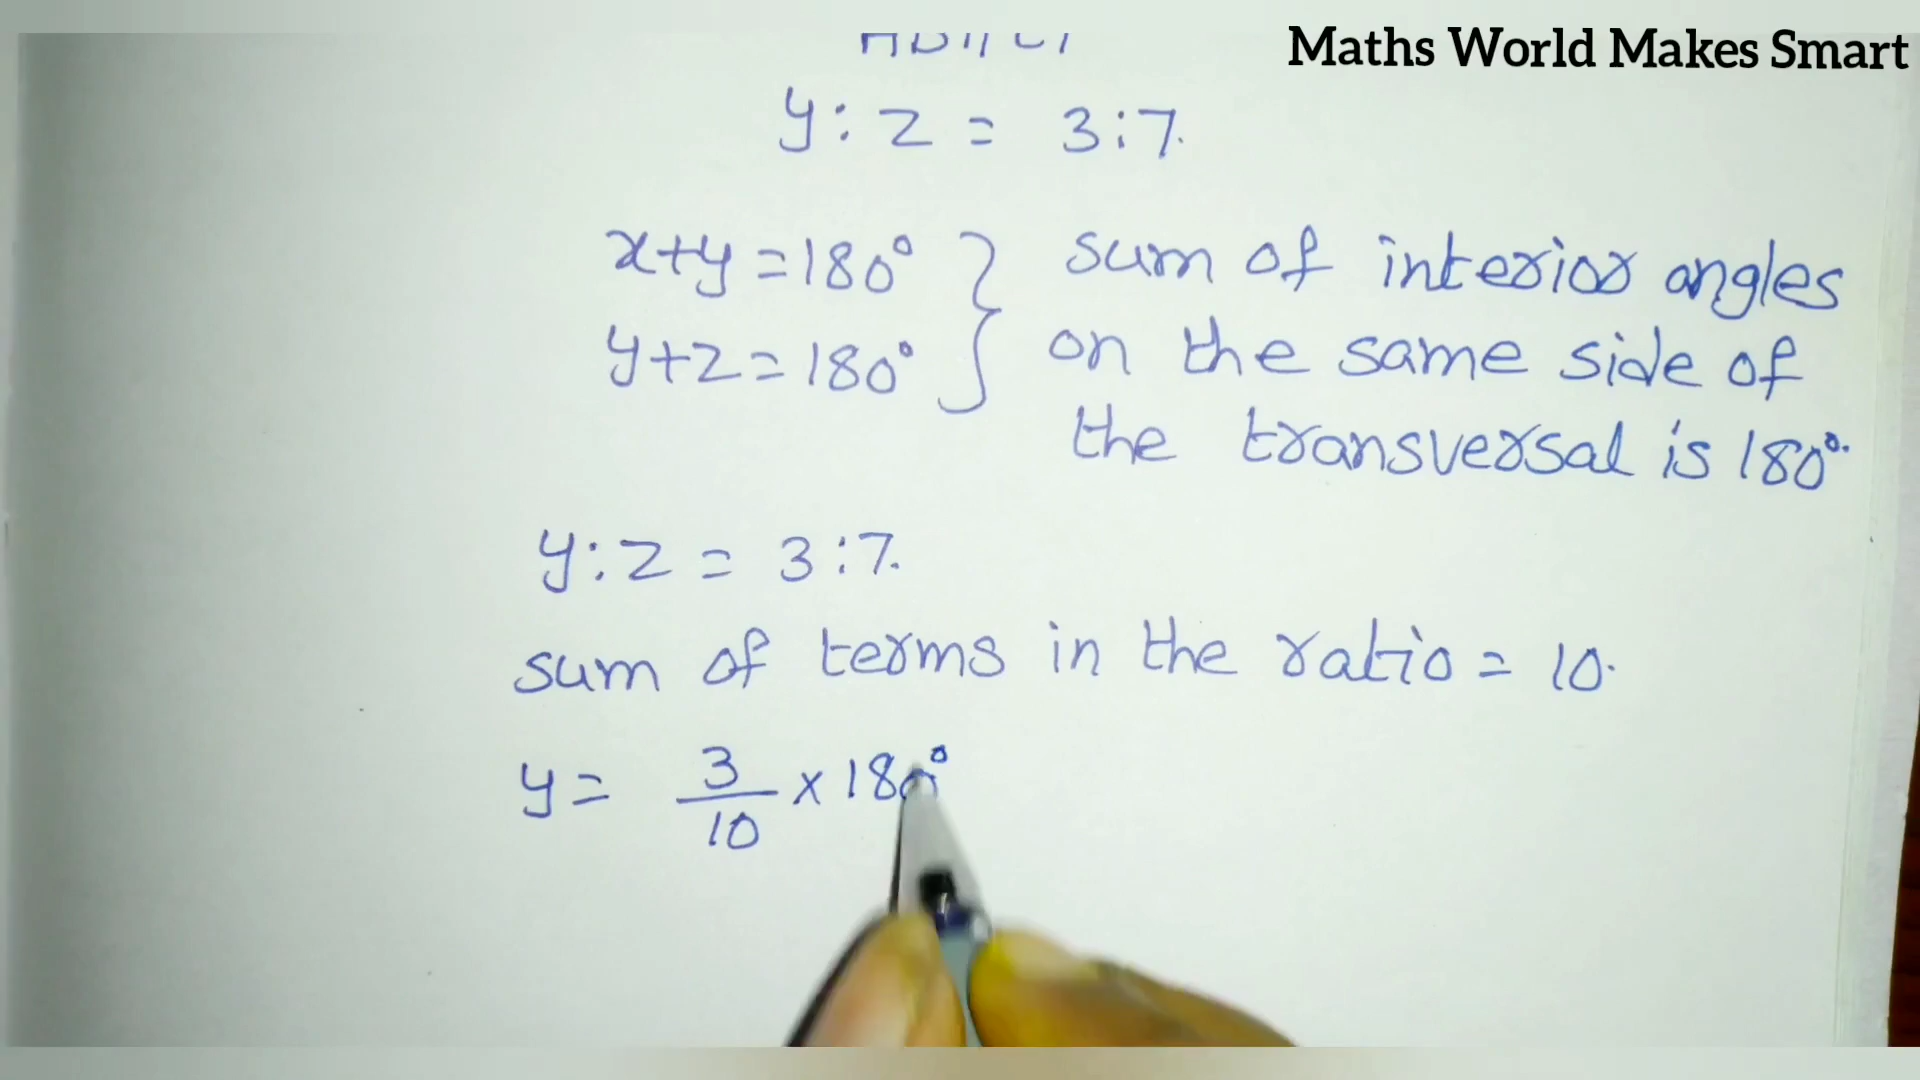 Maths World Makes Smart
y : z = 3 : 7.
x+y = 180° } sum of interior angles
y+z = 180° on the same side of
the transversal is 180°.
y : z = 3 : 7.
sum of terms in the ratio = 10.
y = 3/10 × 180°